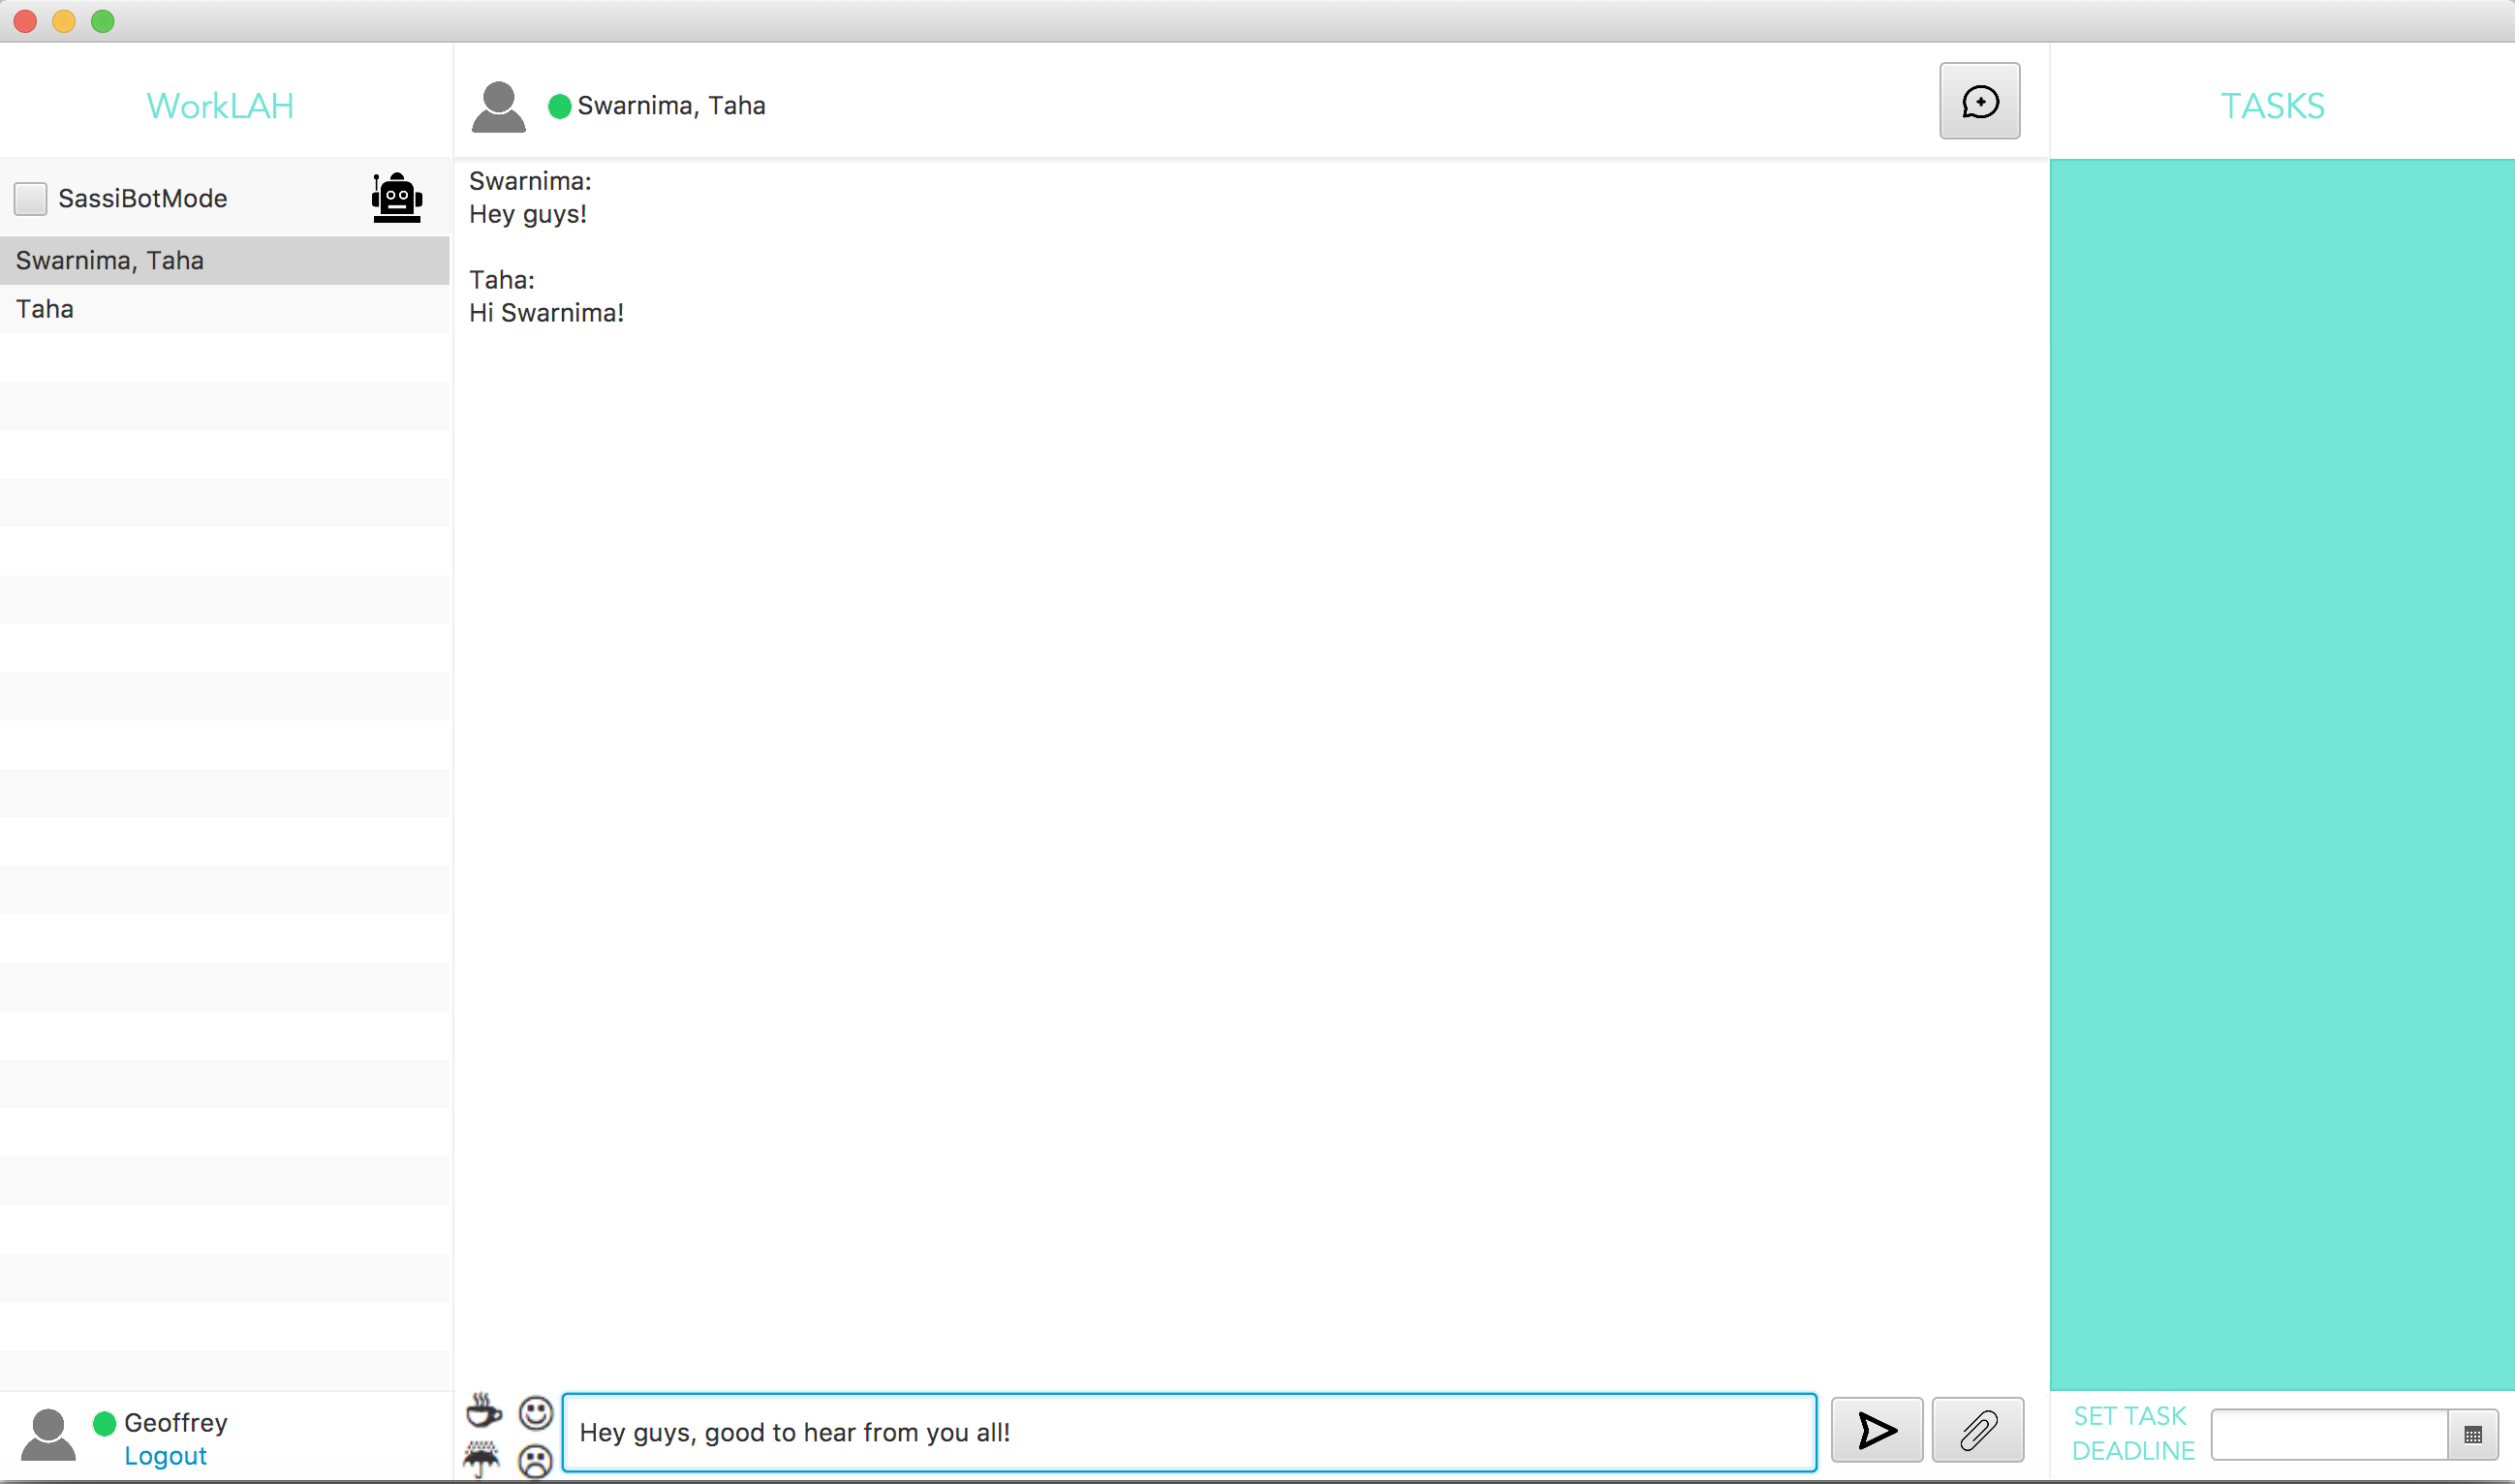 WorkLAH
SassiBotMode
Swarnima, Taha
Taha
Geoffrey
Logout
Swarnima, Taha
Swarnima:
Hey guys!
Taha:
Hi Swarnima!
Hey guys, good to hear from you all!
TASKS
SET TASK
DEADLINE